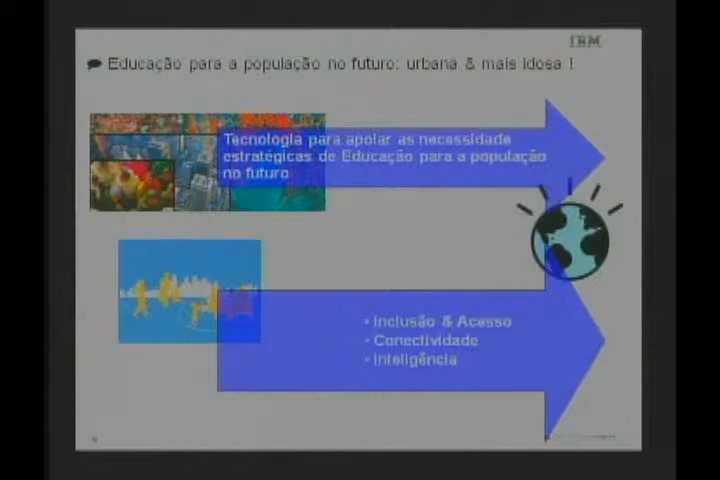 IBM
Educação para a população no futuro: urbana & mais idosa !
Tecnologia para apoiar as necessidade
estratégicas de Educação para a população
no futuro
• Inclusão & Acesso
• Conectividade
• Inteligência